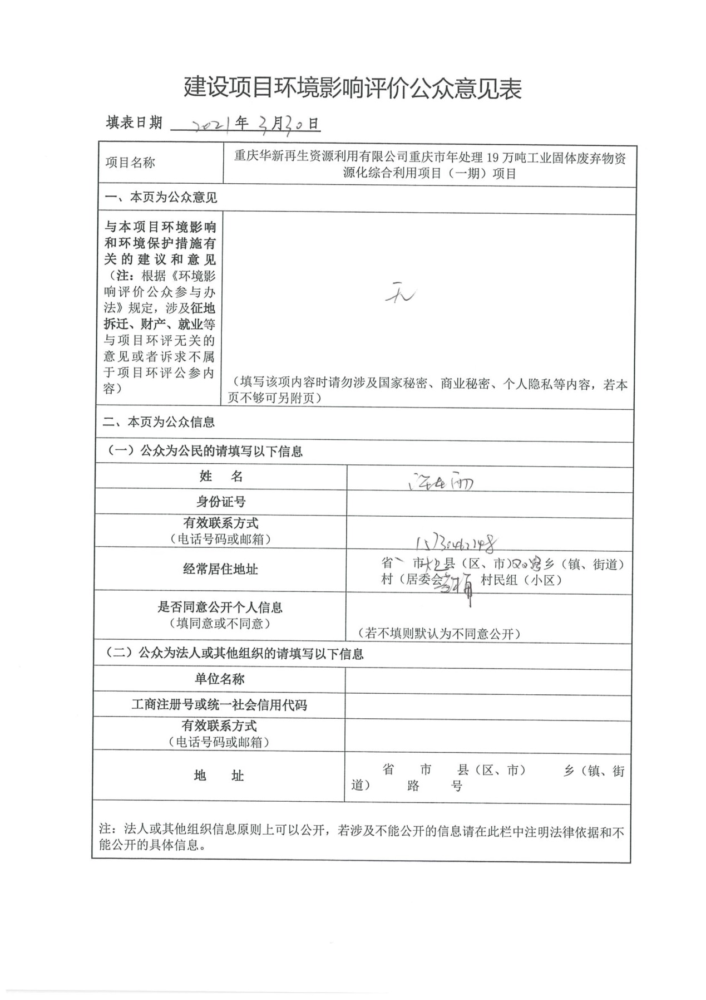 建设项目环境影响评价公众意见表
填表日期 2021年3月30日
项目名称
重庆华新再生资源利用有限公司重庆市年处理 19 万吨工业固体废弃物资
源化综合利用项目（一期）项目
一、本页为公众意见
与本项目环境影响
和环境保护措施有
关的建议和意见
（注：根据《环境影
响评价公众参与办
法》规定，涉及征地
拆迁、财产、就业等
与项目环评无关的
意见或者诉求不属
于项目环评公参内
容）
无
（填写该项内容时请勿涉及国家秘密、商业秘密、个人隐私等内容，若本
页不够可另附页）
二、本页为公众信息
（一）公众为公民的请填写以下信息
姓 名
身份证号
有效联系方式
（电话号码或邮箱）
经常居住地址
省 市 县（区、市）双路乡（镇、街道）
村（居委会 村民组（小区）
是否同意公开个人信息
（填同意或不同意）
（若不填则默认为不同意公开）
（二）公众为法人或其他组织的请填写以下信息
单位名称
工商注册号或统一社会信用代码
有效联系方式
（电话号码或邮箱）
地 址
省 市 县（区、市） 乡（镇、街
道） 路 号
注：法人或其他组织信息原则上可以公开，若涉及不能公开的信息请在此栏中注明法律依据和不
能公开的具体信息。